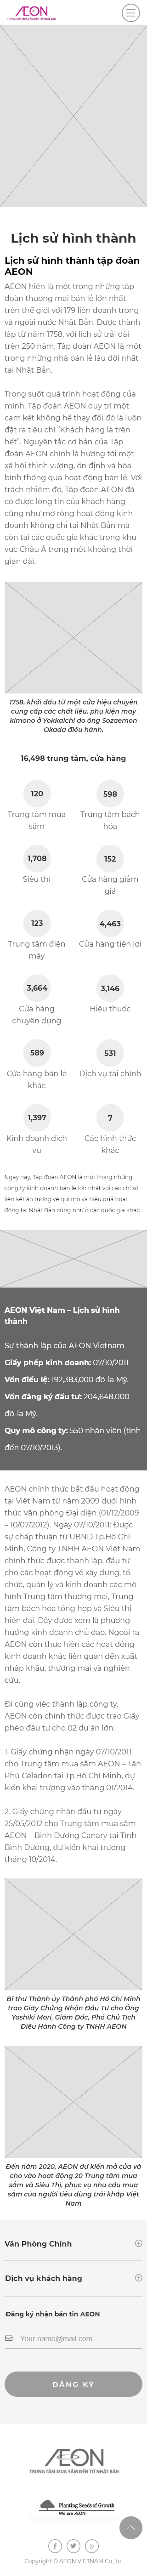 ÆON
TRUNG TÂM MUA SẮM BÁCH HÓA TỔNG HỢP
Lịch sử hình thành
Lịch sử hình thành tập đoàn
AEON
AEON hiện là một trong những tập
đoàn thương mại bán lẻ lớn nhất
trên thế giới với 179 liên doanh trong
và ngoài nước Nhật Bản. Được thành
lập từ năm 1758, với lịch sử trải dài
trên 250 năm, Tập đoàn AEON là một
trong những nhà bán lẻ lâu đời nhất
tại Nhật Bản.
Trong suốt quá trình hoạt động của
mình, Tập đoàn AEON duy trì một
cam kết không hề thay đổi đó là luôn
đặt ra tiêu chí "Khách hàng là trên
hết". Nguyên tắc cơ bản của Tập
đoàn AEON chính là hướng tới một
xã hội thịnh vượng, ổn định và hòa
bình thông qua hoạt động bán lẻ. Với
trách nhiệm đó, Tập đoàn AEON đã
có được lòng tin của khách hàng
cũng như mở rộng hoạt động kinh
doanh không chỉ tại Nhật Bản mà
còn tại các quốc gia khác trong khu
vực Châu Á trong một khoảng thời
gian dài.
1758, khởi đầu từ một cửa hiệu chuyên
cung cấp các chất liệu, phụ kiện may
kimono ở Yokkaichi do ông Sozaemon
Okada điều hành.
16,498 trung tâm, cửa hàng
120
598
Trung tâm mua
sắm
Trung tâm bách
hóa
1,708
152
Siêu thị
Cửa hàng giảm
giá
123
4,463
Trung tâm điện
máy
Cửa hàng tiện lợi
3,664
3,146
Cửa hàng
chuyên dụng
Hiệu thuốc
589
531
Cửa hàng bán lẻ
khác
Dịch vụ tài chính
1,397
7
Kinh doanh dịch
vụ
Các hình thức
khác
Ngày nay, Tập đoàn AEON là một trong những
công ty kinh doanh bán lẻ lớn nhất với các chỉ số
liên kết ấn tượng về qui mô và hiệu quả hoạt
động tại Nhật Bản cũng như ở các quốc gia khác.
AEON Việt Nam – Lịch sử hình
thành
Sự thành lập của AEON Vietnam
Giấy phép kinh doanh: 07/10/2011
Vốn điều lệ: 192,383,000 đô-la Mỹ.
Vốn đăng ký đầu tư: 204,648,000
đô-la Mỹ.
Quy mô công ty: 550 nhân viên (tính
đến 07/10/2013).
AEON chính thức bắt đầu hoạt động
tại Việt Nam từ năm 2009 dưới hình
thức Văn phòng Đại diện (01/12/2009
– 10/07/2012). Ngày 07/10/2011: Được
sự chấp thuận từ UBND Tp.Hồ Chí
Minh, Công ty TNHH AEON Việt Nam
chính thức được thành lập, đầu tư
cho các hoạt động về xây dựng, tổ
chức, quản lý và kinh doanh các mô
hình Trung tâm thương mại, Trung
tâm bách hóa tổng hợp và Siêu thị
hiện đại. Đây được xem là phương
hướng kinh doanh chủ đạo. Ngoài ra
AEON còn thực hiện các hoạt động
kinh doanh khác liên quan đến xuất
nhập khẩu, thương mại và nghiên
cứu.
Đi cùng việc thành lập công ty,
AEON còn chính thức được trao Giấy
phép đầu tư cho 02 dự án lớn:
1. Giấy chứng nhận ngày 07/10/2011
cho Trung tâm mua sắm AEON – Tân
Phú Celadon tại Tp.Hồ Chí Minh, dự
kiến khai trương vào tháng 01/2014.
2. Giấy chứng nhận đầu tư ngày
25/05/2012 cho Trung tâm mua sắm
AEON – Bình Dương Canary tại Tỉnh
Bình Dương, dự kiến khai trương
tháng 10/2014.
Bí thư Thành ủy Thành phố Hồ Chí Minh
trao Giấy Chứng Nhận Đầu Tư cho Ông
Yoshiki Mori, Giám Đốc, Phó Chủ Tịch
Điều Hành Công ty TNHH AEON
Đến năm 2020, AEON dự kiến mở cửa và
cho vào hoạt động 20 Trung tâm mua
sắm và Siêu Thị, phục vụ nhu cầu mua
sắm của người tiêu dùng trải khắp Việt
Nam
Văn Phòng Chính
Dịch vụ khách hàng
Đăng ký nhận bản tin AEON
Your name@mail.com
ĐĂNG KÝ
ÆON
TRUNG TÂM MUA SẮM ĐẾN TỪ NHẬT BẢN
Planting Seeds of Growth
We are ÆON
Copyright © AEON VIETNAM Co.,ltd